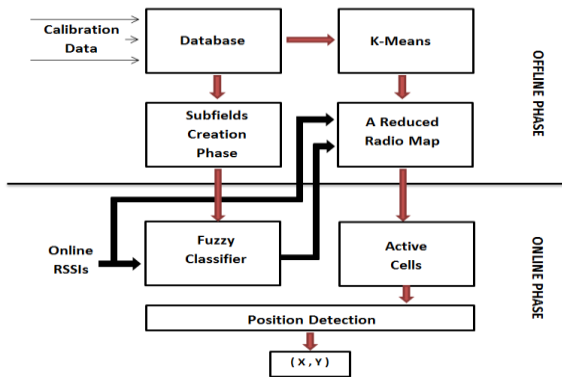 Calibration
Data
Database
K-Means
OFFLINE PHASE
Subfields
Creation
Phase
A Reduced
Radio Map
Online
RSSIs
Fuzzy
Classifier
Active
Cells
ONLINE PHASE
Position Detection
( X , Y )